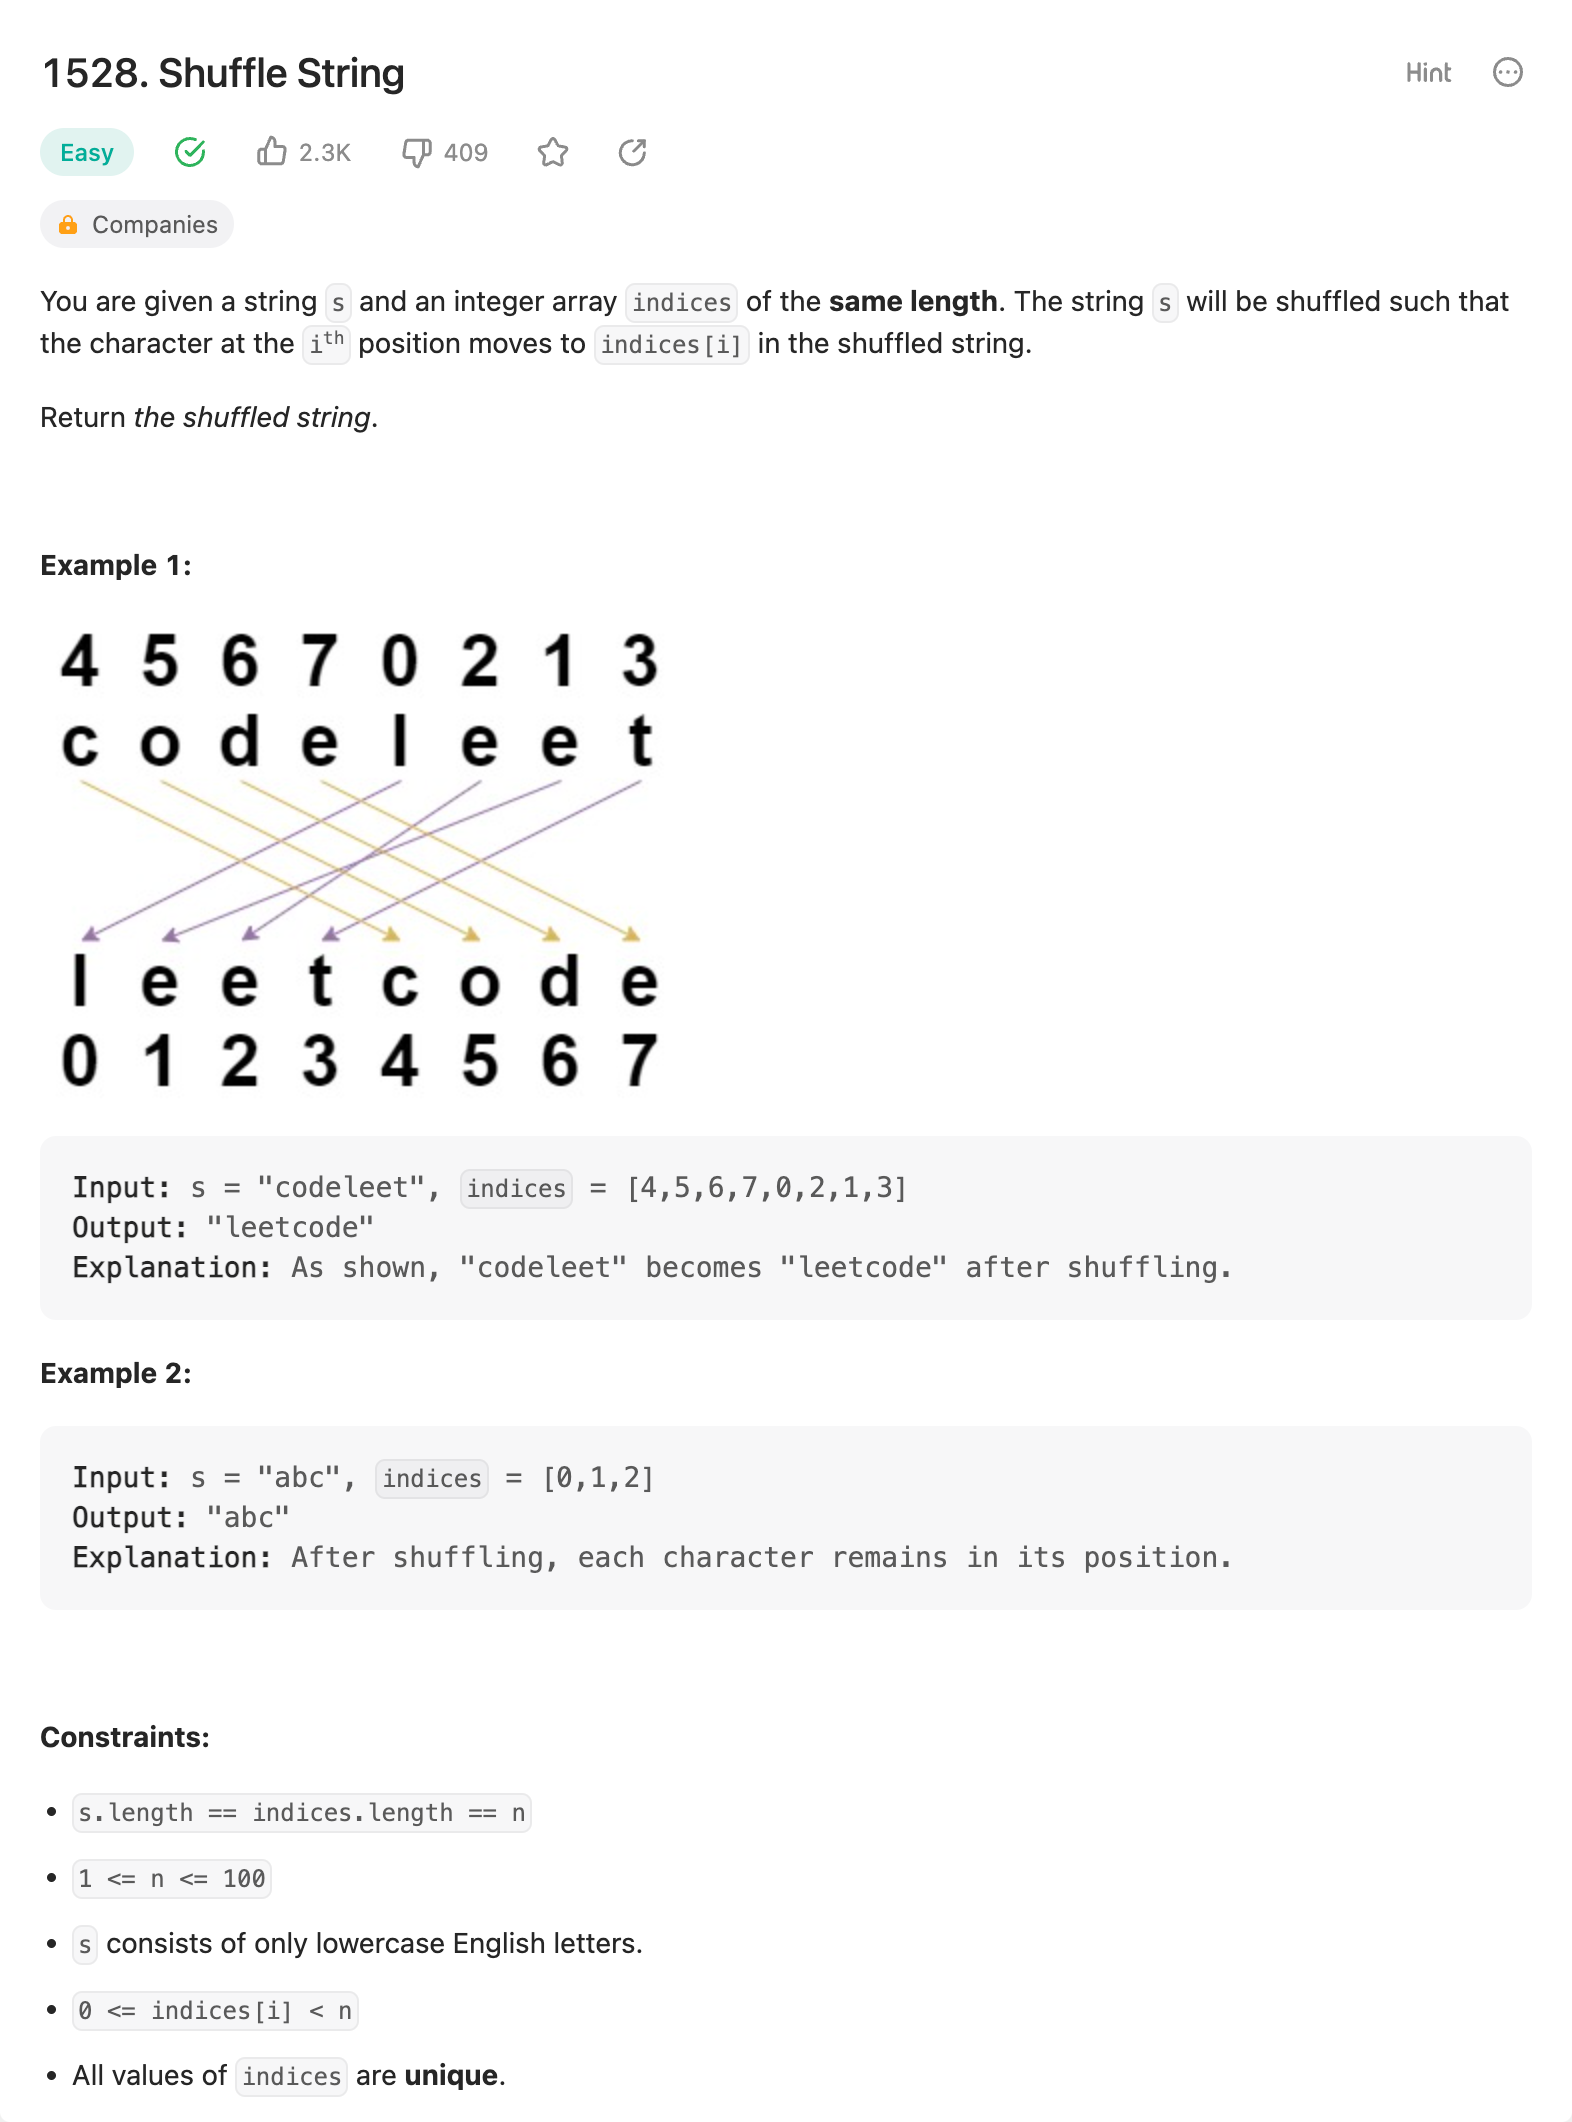 1528. Shuffle String
Hint
Easy
2.3K
409
Companies
You are given a string s and an integer array indices of the same length. The string s will be shuffled such that
the character at the ith position moves to indices[i] in the shuffled string.
Return the shuffled string.
Example 1:
4 5 6 7 0 2 1 3
c o d e l e e t
l e e t c o d e
0 1 2 3 4 5 6 7
Input: s = "codeleet", indices = [4,5,6,7,0,2,1,3]
Output: "leetcode"
Explanation: As shown, "codeleet" becomes "leetcode" after shuffling.
Example 2:
Input: s = "abc", indices = [0,1,2]
Output: "abc"
Explanation: After shuffling, each character remains in its position.
Constraints:
• s.length == indices.length == n
• 1 <= n <= 100
• s consists of only lowercase English letters.
• 0 <= indices[i] < n
• All values of indices are unique.